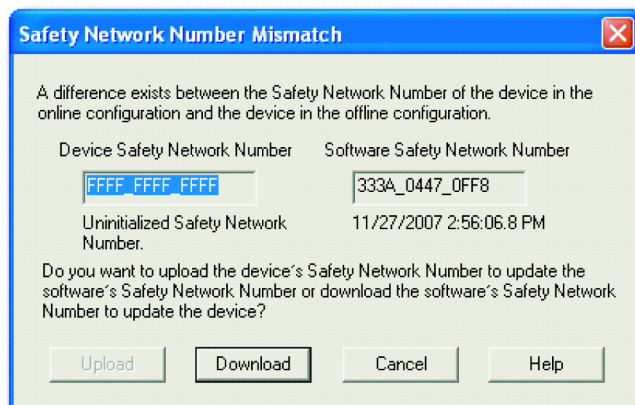 Safety Network Number Mismatch
A difference exists between the Safety Network Number of the device in the
online configuration and the device in the offline configuration.
Device Safety Network Number
Software Safety Network Number
FFFF_FFFF_FFFF
333A_0447_0FF8
Uninitialized Safety Network
Number.
11/27/2007 2:56:06.8 PM
Do you want to upload the device's Safety Network Number to update the
software's Safety Network Number or download the software's Safety Network
Number to update the device?
Upload
Download
Cancel
Help